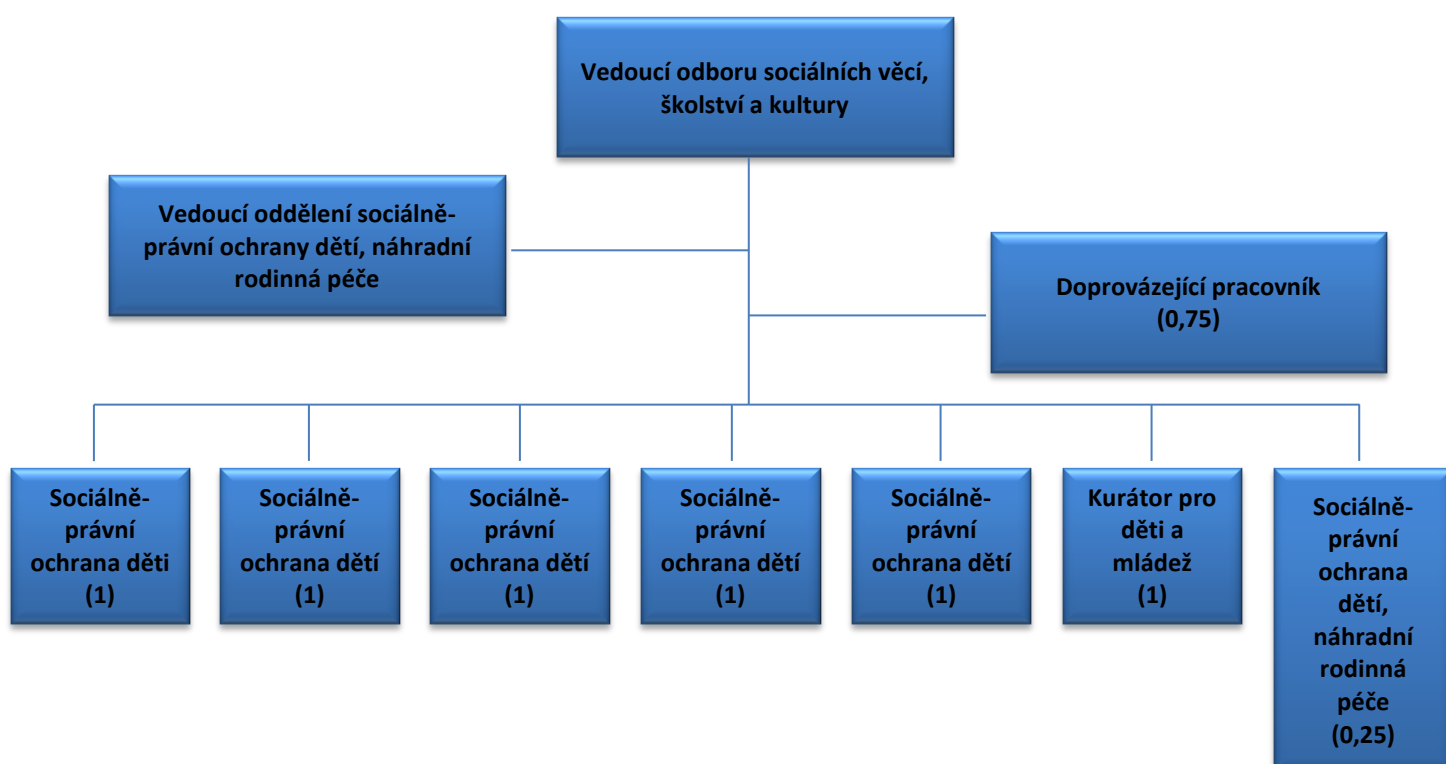 Vedoucí odboru sociálních věcí,
školství a kultury
Vedoucí oddělení sociálně-
právní ochrany dětí, náhradní
rodinná péče
Doprovázející pracovník
(0,75)
Sociálně-
právní
ochrana děti
(1)
Sociálně-
právní
ochrana dětí
(1)
Sociálně-
právní
ochrana dětí
(1)
Sociálně-
právní
ochrana dětí
(1)
Sociálně-
právní
ochrana dětí
(1)
Kurátor pro
děti a
mládež
(1)
Sociálně-
právní
ochrana
dětí,
náhradní
rodinná
péče
(0,25)